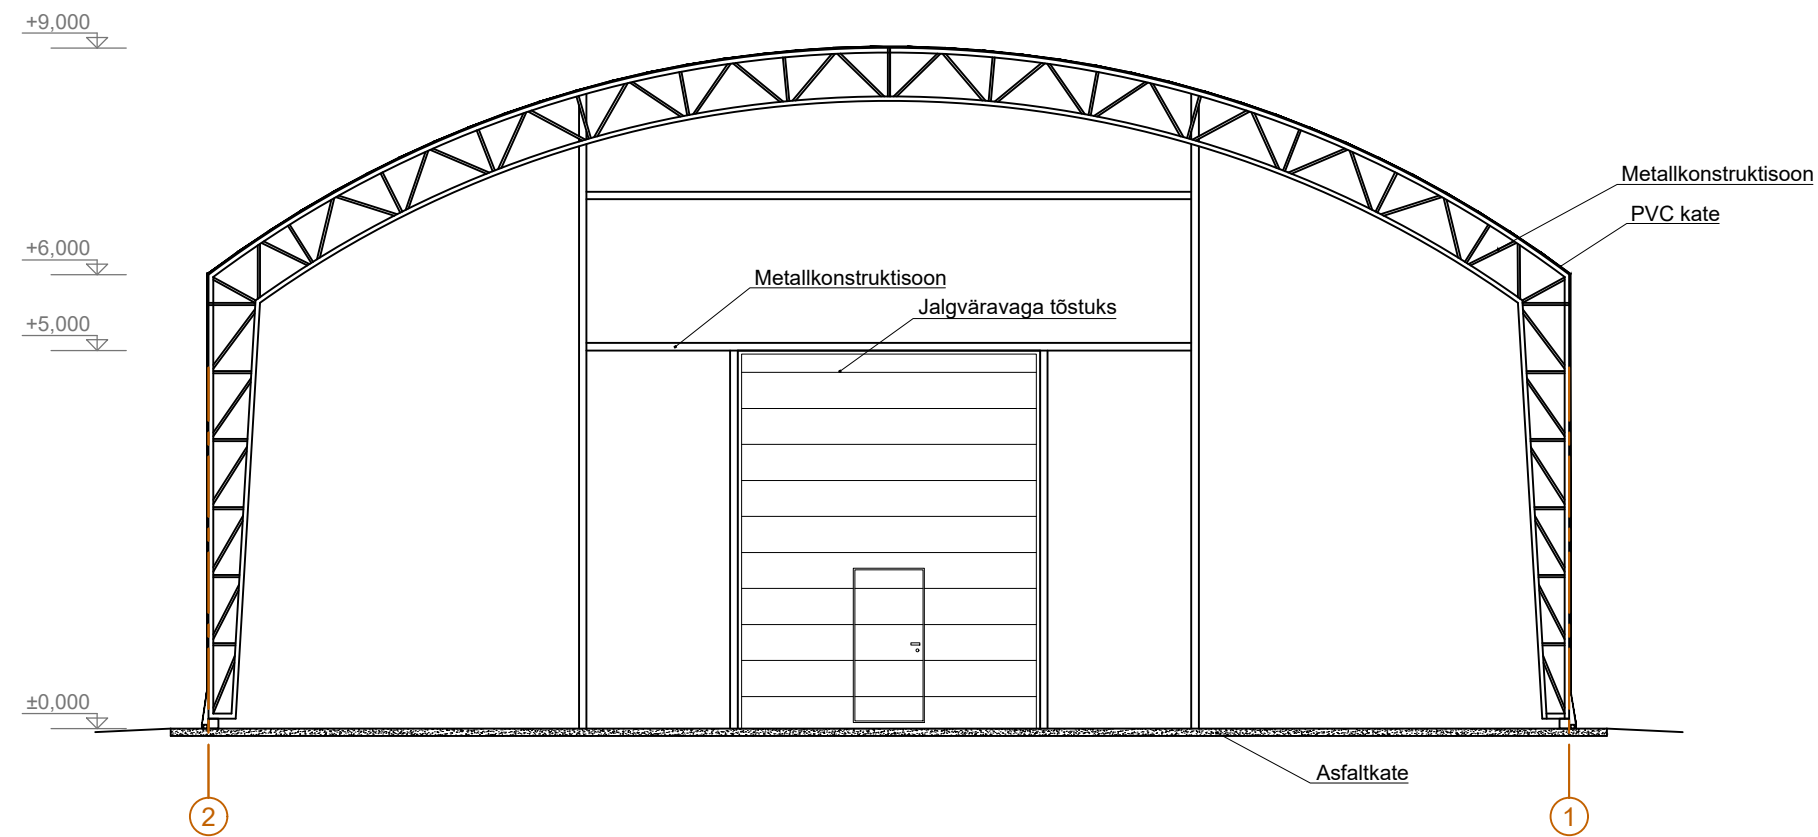 +9,000
Metallkonstruktisoon
PVC kate
+6,000
Metallkonstruktisoon
Jalgväravaga tõstuks
+5,000
±0,000
Asfaltkate
2
1